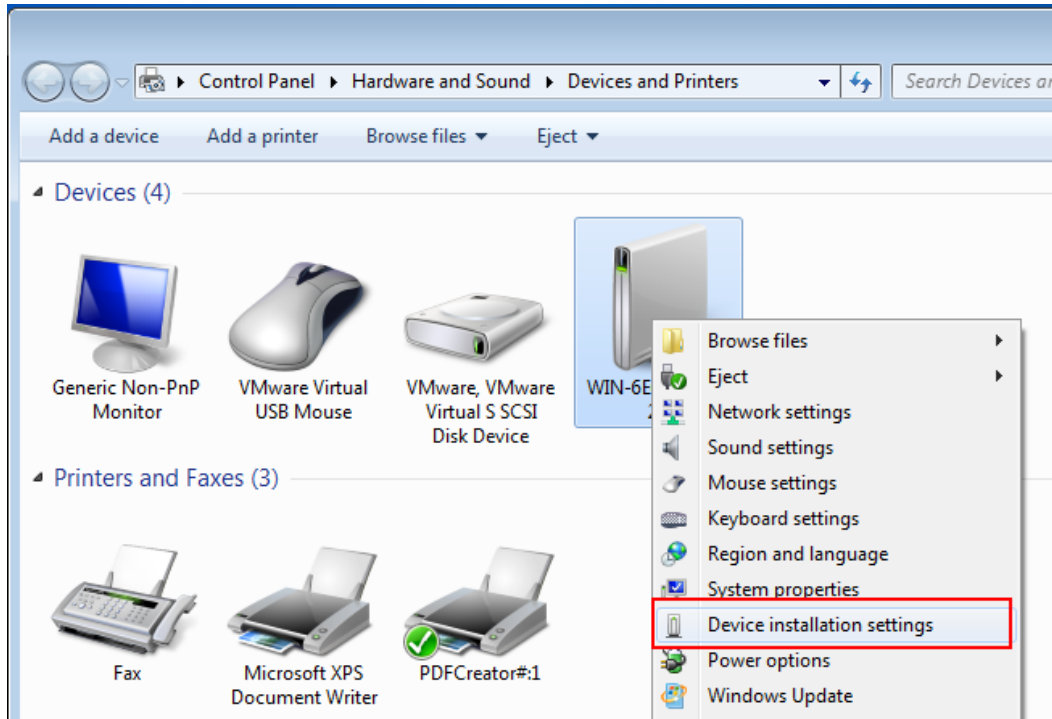 Control Panel Hardware and Sound Devices and Printers
Search Devices
Add a device Add a printer Browse files Eject
Devices (4)
Generic Non-PnP
Monitor
VMware Virtual
USB Mouse
VMware, VMware
Virtual S SCSI
Disk Device
WIN-6E
Browse files
Eject
Network settings
Sound settings
Mouse settings
Keyboard settings
Region and language
System properties
Device installation settings
Power options
Windows Update
Printers and Faxes (3)
Fax
Microsoft XPS
Document Writer
PDFCreator#:1